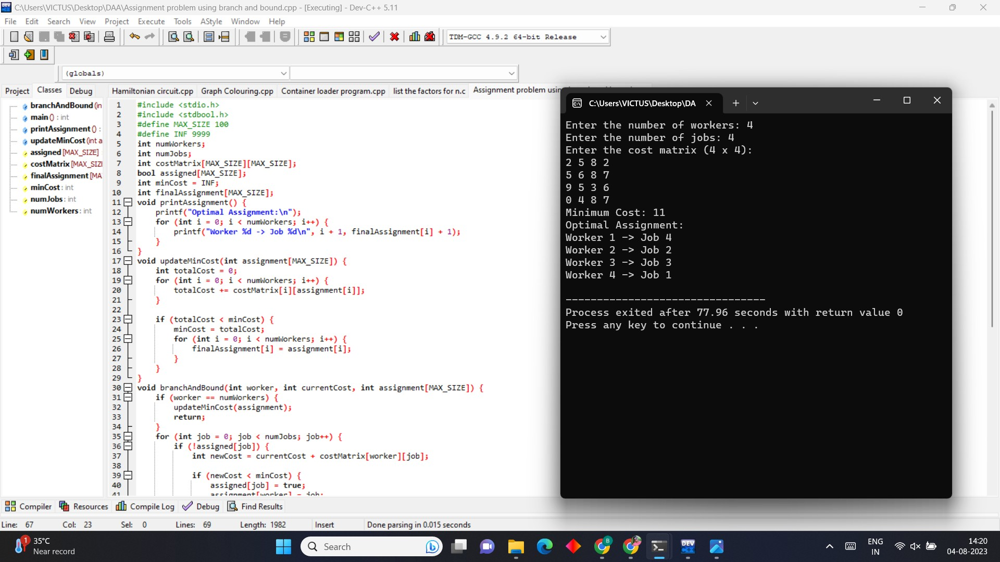 C:\Users\VICTUS\Desktop\DAA\Assignment problem using branch and bound.cpp - [Executing] - Dev-C++ 5.11
File Edit Search View Project Execute Tools AStyle Window Help
TDM-GCC 4.9.2 64-bit Release
(globals)
Project Classes Debug
Hamiltonian circuit.cpp Graph Colouring.cpp Container loader program.cpp list the factors for n.c Assignment problem usin
branchAndBound (in
main () : int
printAssignment () :
updateMinCost (int a
assigned [MAX_SIZE]
costMatrix [MAX_SIZ
finalAssignment [MA
minCost : int
numJobs : int
numWorkers : int
1 #include <stdio.h>
2 #include <stdbool.h>
3 #define MAX_SIZE 100
4 #define INF 9999
5 int numWorkers;
6 int numJobs;
7 int costMatrix[MAX_SIZE][MAX_SIZE];
8 bool assigned[MAX_SIZE];
9 int minCost = INF;
10 int finalAssignment[MAX_SIZE];
11 void printAssignment() {
12 printf("Optimal Assignment:\n");
13 for (int i = 0; i < numWorkers; i++) {
14 printf("Worker %d -> Job %d\n", i + 1, finalAssignment[i] + 1);
15 }
16 }
17 void updateMinCost(int assignment[MAX_SIZE]) {
18 int totalCost = 0;
19 for (int i = 0; i < numWorkers; i++) {
20 totalCost += costMatrix[i][assignment[i]];
21 }
22
23 if (totalCost < minCost) {
24 minCost = totalCost;
25 for (int i = 0; i < numWorkers; i++) {
26 finalAssignment[i] = assignment[i];
27 }
28 }
29 }
30 void branchAndBound(int worker, int currentCost, int assignment[MAX_SIZE]) {
31 if (worker == numWorkers) {
32 updateMinCost(assignment);
33 return;
34 }
35 for (int job = 0; job < numJobs; job++) {
36 if (!assigned[job]) {
37 int newCost = currentCost + costMatrix[worker][job];
38
39 if (newCost < minCost) {
40 assigned[job] = true;
41 assignment[worker] = job;
C:\Users\VICTUS\Desktop\DA
Enter the number of workers: 4
Enter the number of jobs: 4
Enter the cost matrix (4 x 4):
2 5 8 2
5 6 8 7
9 5 3 6
0 4 8 7
Minimum Cost: 11
Optimal Assignment:
Worker 1 -> Job 4
Worker 2 -> Job 2
Worker 3 -> Job 3
Worker 4 -> Job 1
--------------------------------
Process exited after 77.96 seconds with return value 0
Press any key to continue . . .
Compiler Resources Compile Log Debug Find Results
Line: 67 Col: 23 Sel: 0 Lines: 69 Length: 1982 Insert Done parsing in 0.015 seconds
1 35°C
Near record
Search
B
DEV
ENG
IN
14:20
04-08-2023